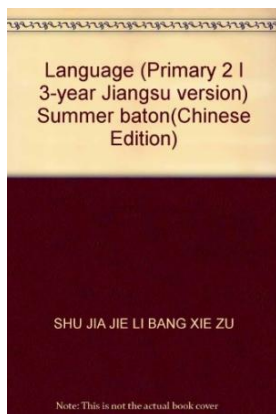 Language (Primary 2 l
3-year Jiangsu version)
Summer baton(Chinese
Edition)
SHU JIA JIE LI BANG XIE ZU
Note: This is not the actual book cover